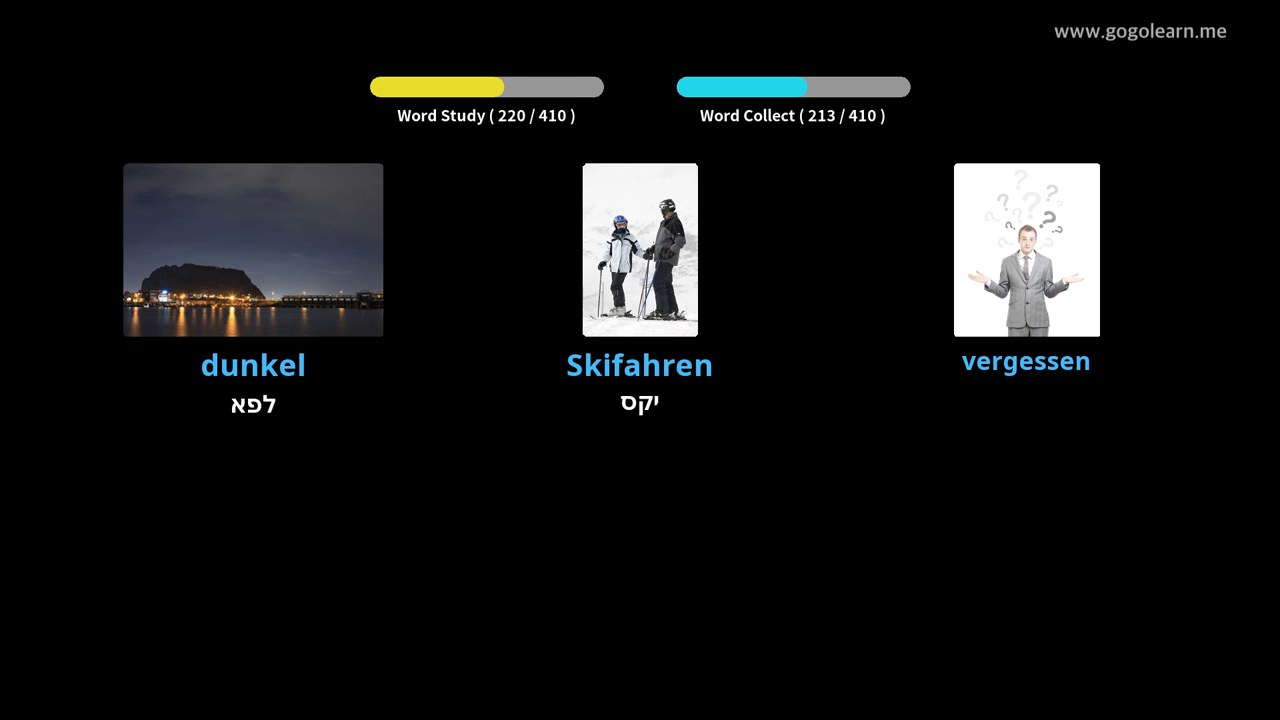 www.gogolearn.me
Word Study ( 220 / 410 )
Word Collect ( 213 / 410 )
dunkel
לפא
Skifahren
יקס
vergessen